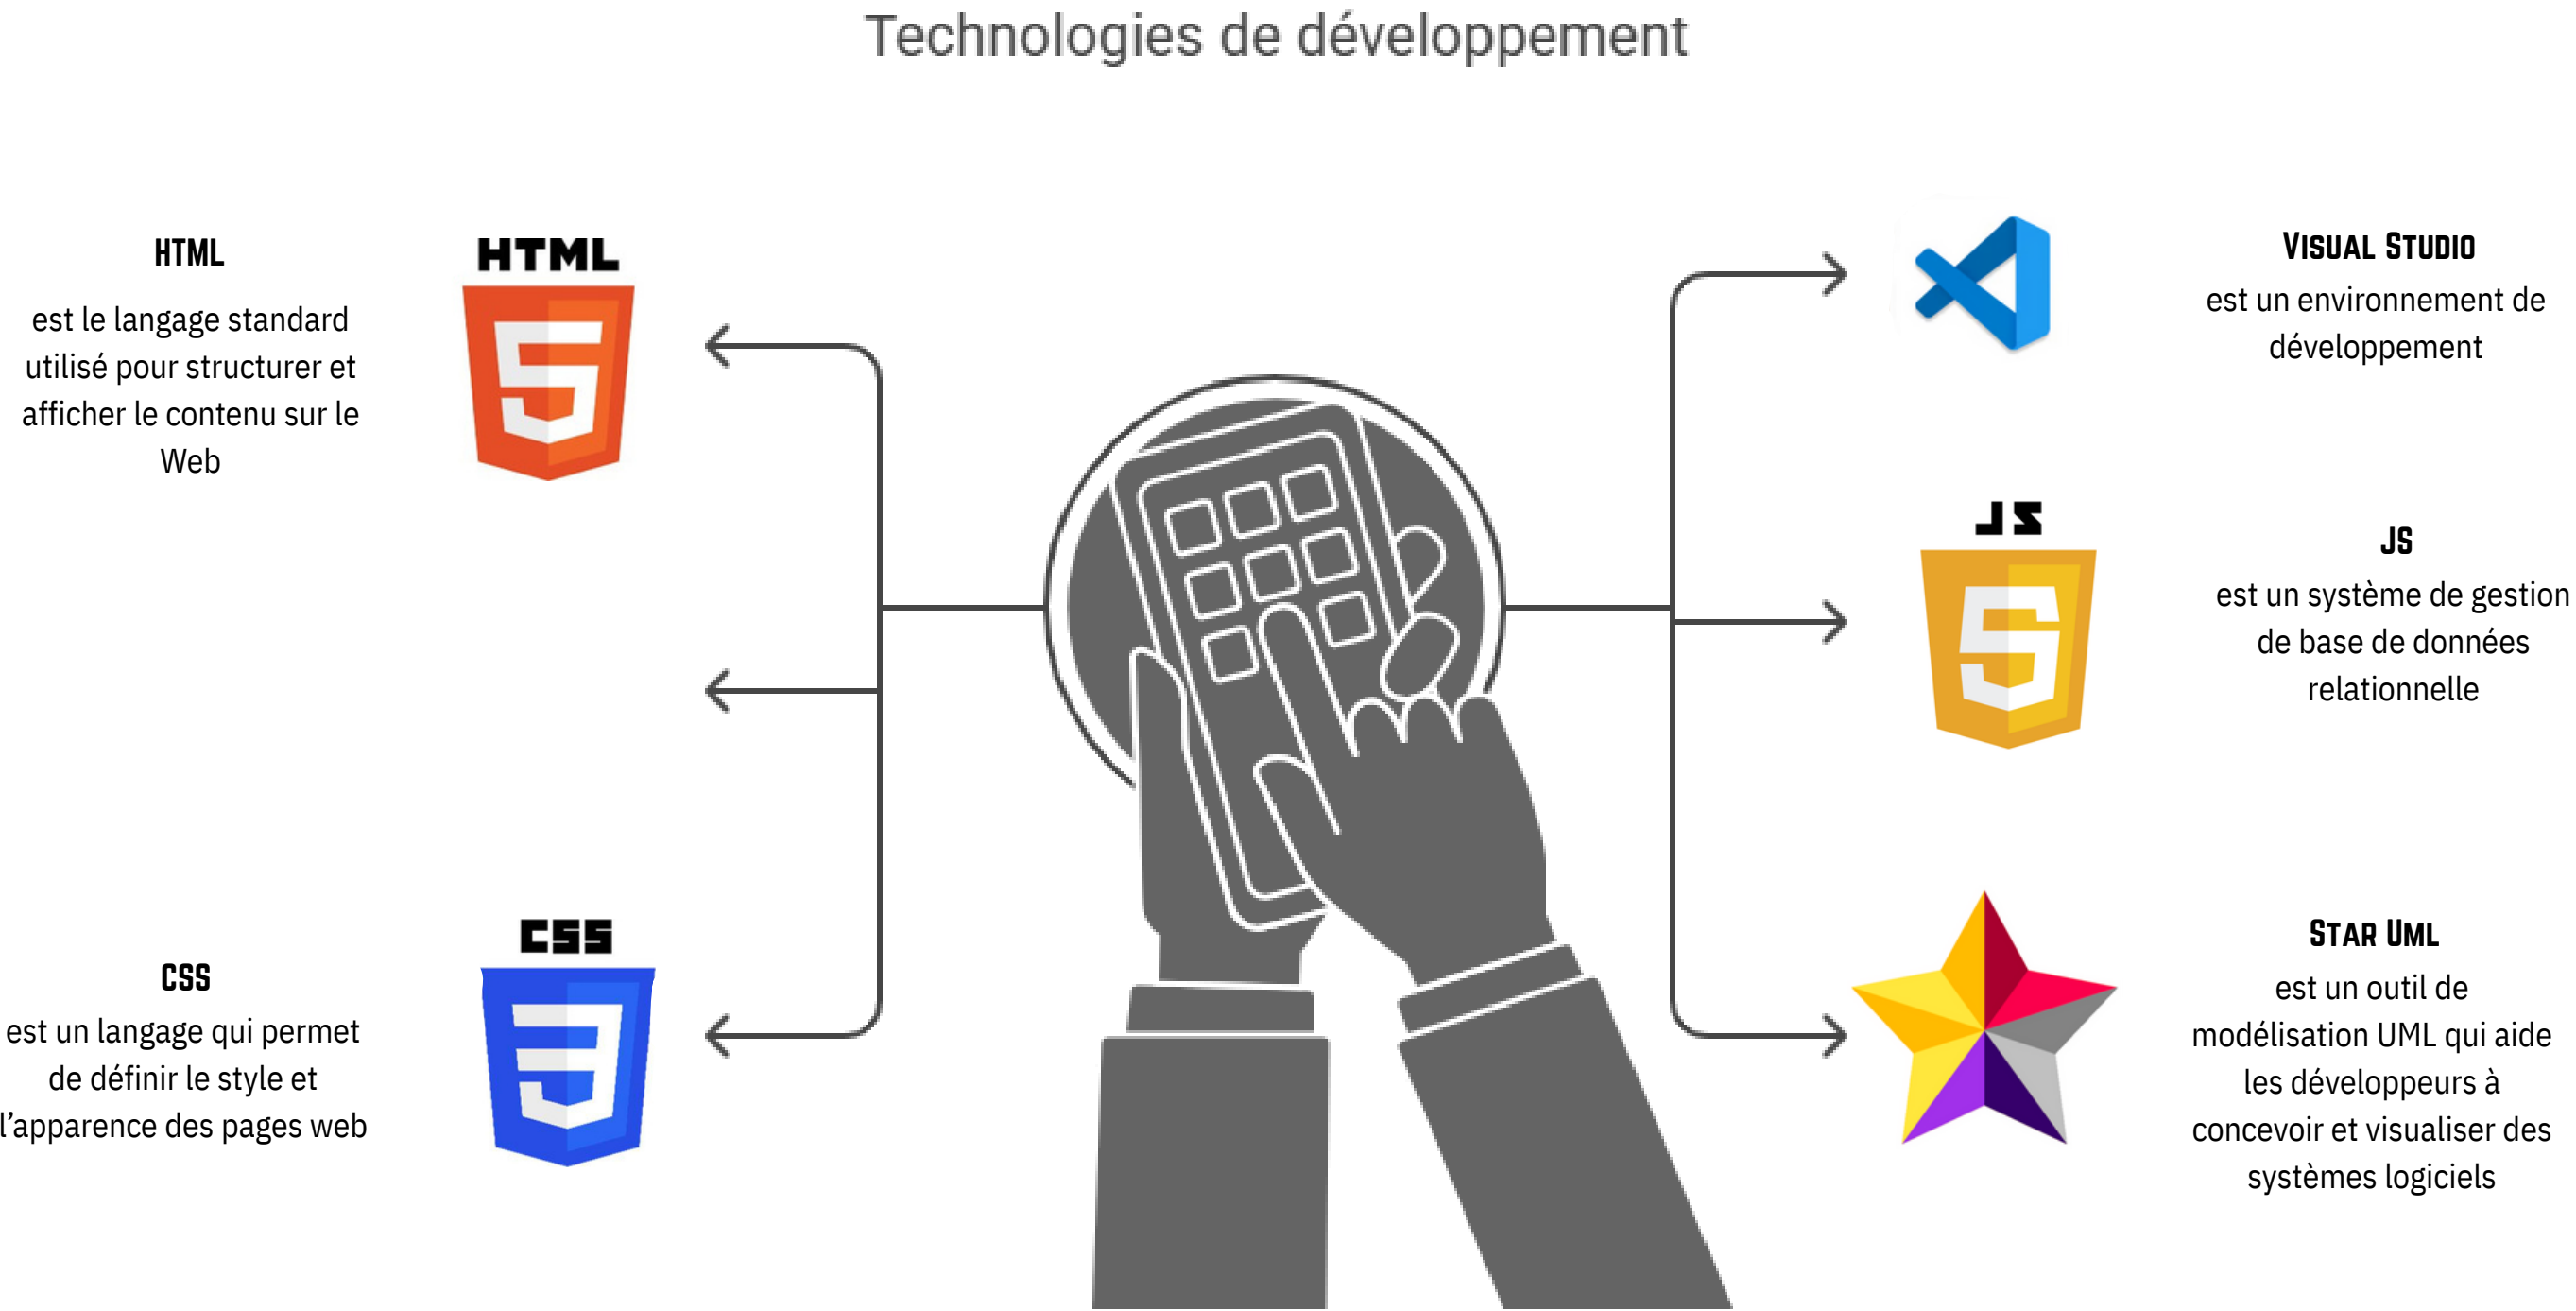 Technologies de développement
HTML
est le langage standard
utilisé pour structurer et
afficher le contenu sur le
Web
HTML
5
CSS
est un langage qui permet
de définir le style et
l’apparence des pages web
CSS
3
Visual Studio
est un environnement de
développement
JS
5
JS
est un système de gestion
de base de données
relationnelle
Star Uml
est un outil de
modélisation UML qui aide
les développeurs à
concevoir et visualiser des
systèmes logiciels